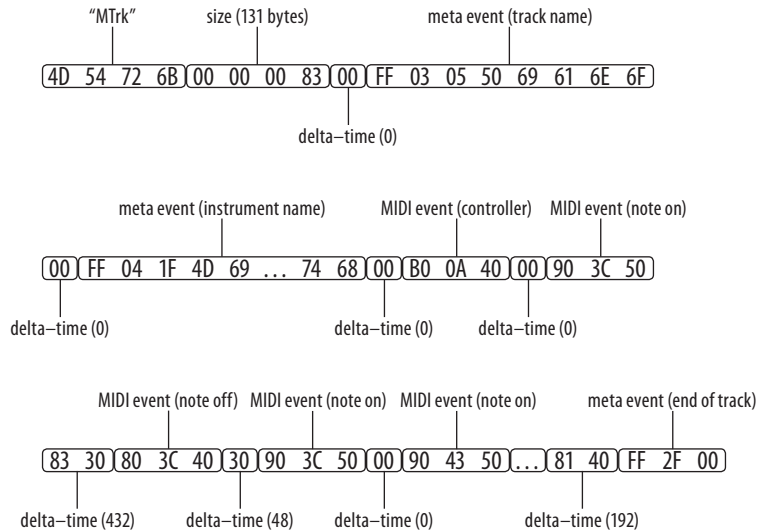 “MTrk” size (131 bytes) meta event (track name)
4D 54 72 6B 00 00 00 83 00 FF 03 05 50 69 61 6E 6F
delta–time (0)
meta event (instrument name) MIDI event (controller) MIDI event (note on)
00 FF 04 1F 4D 69 ... 74 68 00 B0 0A 40 00 90 3C 50
delta–time (0) delta–time (0) delta–time (0)
MIDI event (note off) MIDI event (note on) MIDI event (note on) meta event (end of track)
83 30 80 3C 40 30 90 3C 50 00 90 43 50 ... 81 40 FF 2F 00
delta–time (432) delta–time (48) delta–time (0) delta–time (192)